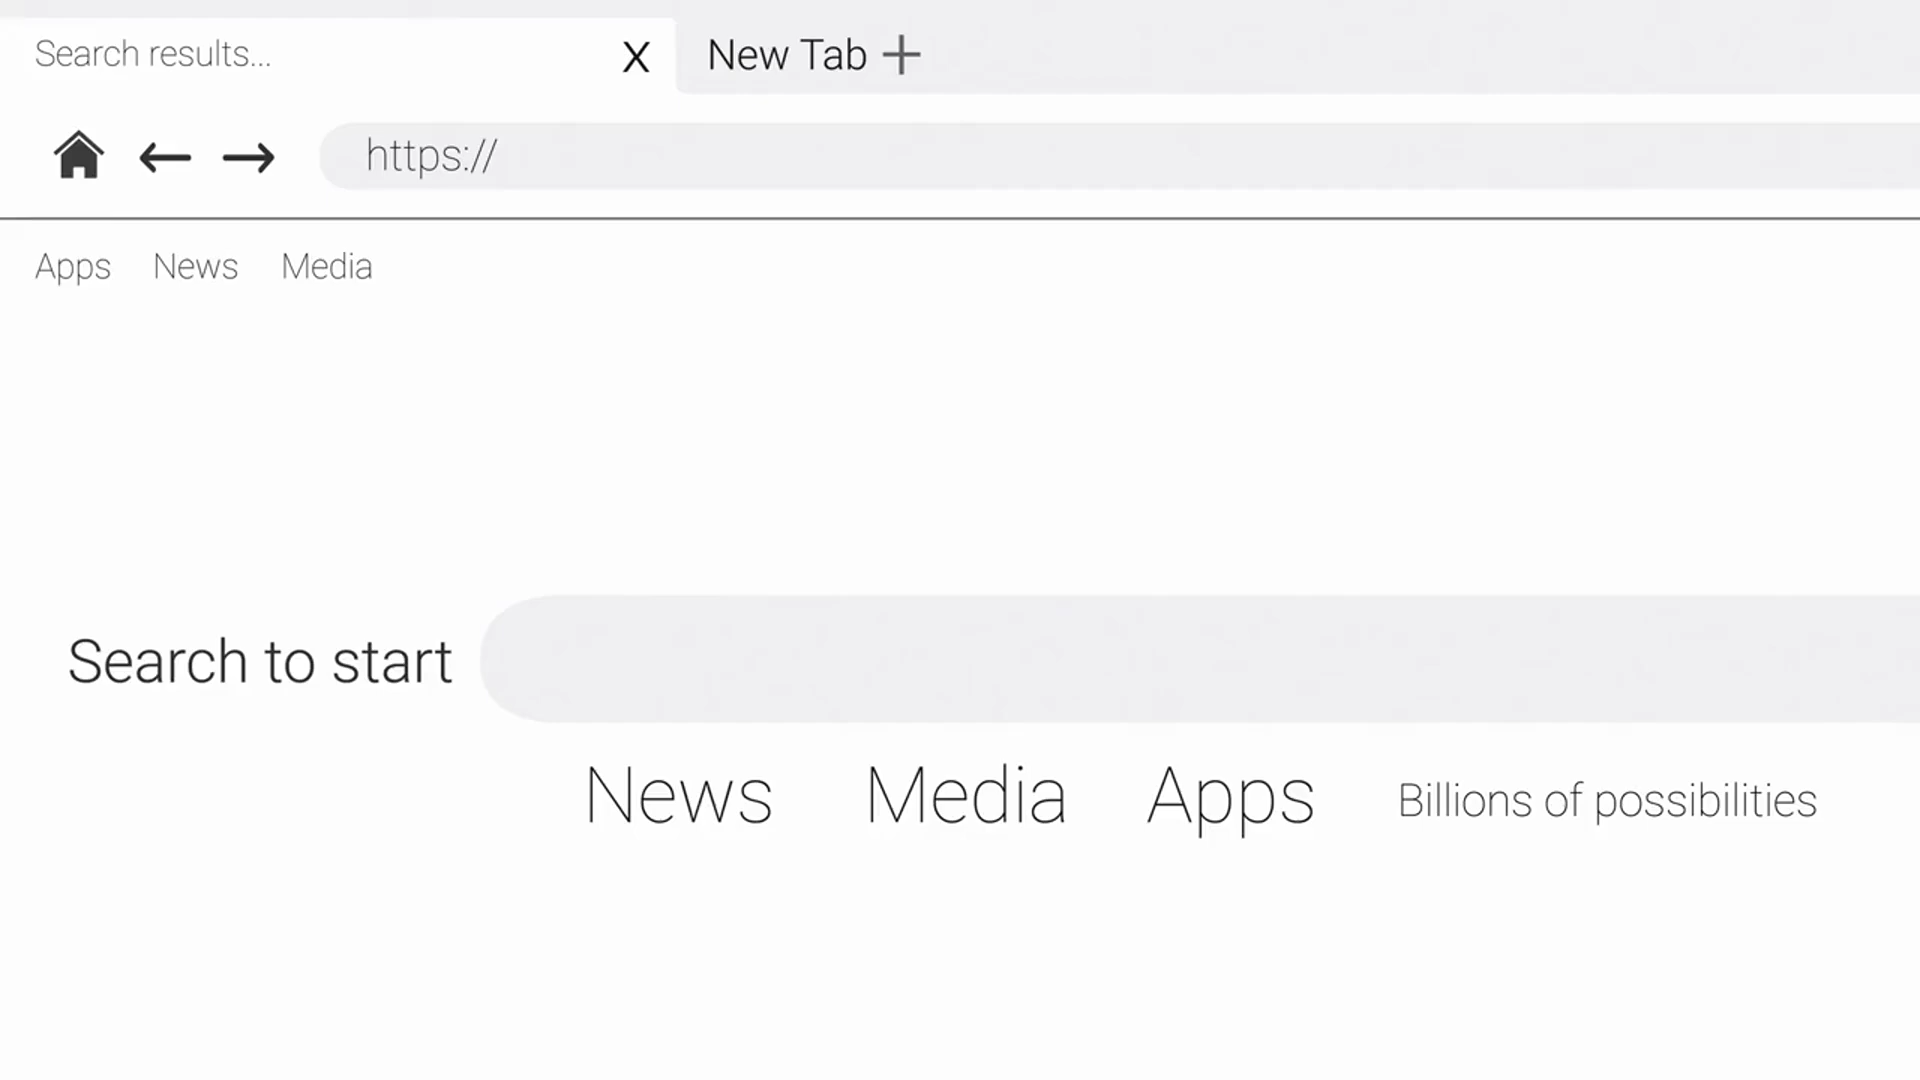 Search results... X New Tab +
https://
Apps News Media
Search to start
News Media Apps Billions of possibilities